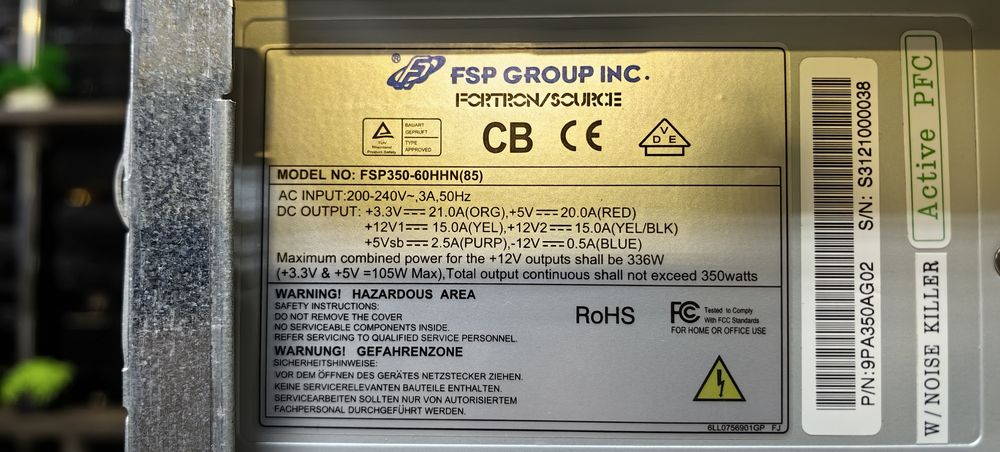 ® FSP GROUP INC.
FORTRON/SOURCE
TÜV Rheinland Product Safety
BAUART GEPRÜFT
TYPE APPROVED
CB CE
VDE
MODEL NO: FSP350-60HHN(85)
AC INPUT:200-240V~,3A,50Hz
DC OUTPUT: +3.3V⎓21.0A(ORG),+5V⎓20.0A(RED)
+12V1⎓15.0A(YEL),+12V2⎓15.0A(YEL/BLK)
+5Vsb⎓2.5A(PURP),-12V⎓0.5A(BLUE)
Maximum combined power for the +12V outputs shall be 336W
(+3.3V & +5V =105W Max),Total output continuous shall not exceed 350watts
WARNING! HAZARDOUS AREA
SAFETY INSTRUCTIONS:
DO NOT REMOVE THE COVER
NO SERVICEABLE COMPONENTS INSIDE.
REFER SERVICING TO QUALIFIED SERVICE PERSONNEL.
WARNUNG! GEFAHRENZONE
SICHERHEITSHINWEISE:
VOR DEM ÖFFNEN DES GERÄTES NETZSTECKER ZIEHEN.
KEINE SERVICERELEVANTEN BAUTEILE ENTHALTEN.
SERVICEARBEITEN SOLLTEN NUR VON AUTORISIERTEM
FACHPERSONAL DURCHGEFÜHRT WERDEN.
RoHS
FC Tested to Comply
With FCC Standards
FOR HOME OR OFFICE USE
6LL0756901GP FJ
P/N:9PA350AG02 S/N: S3121000038
Active PFC
W/NOISE KILLER